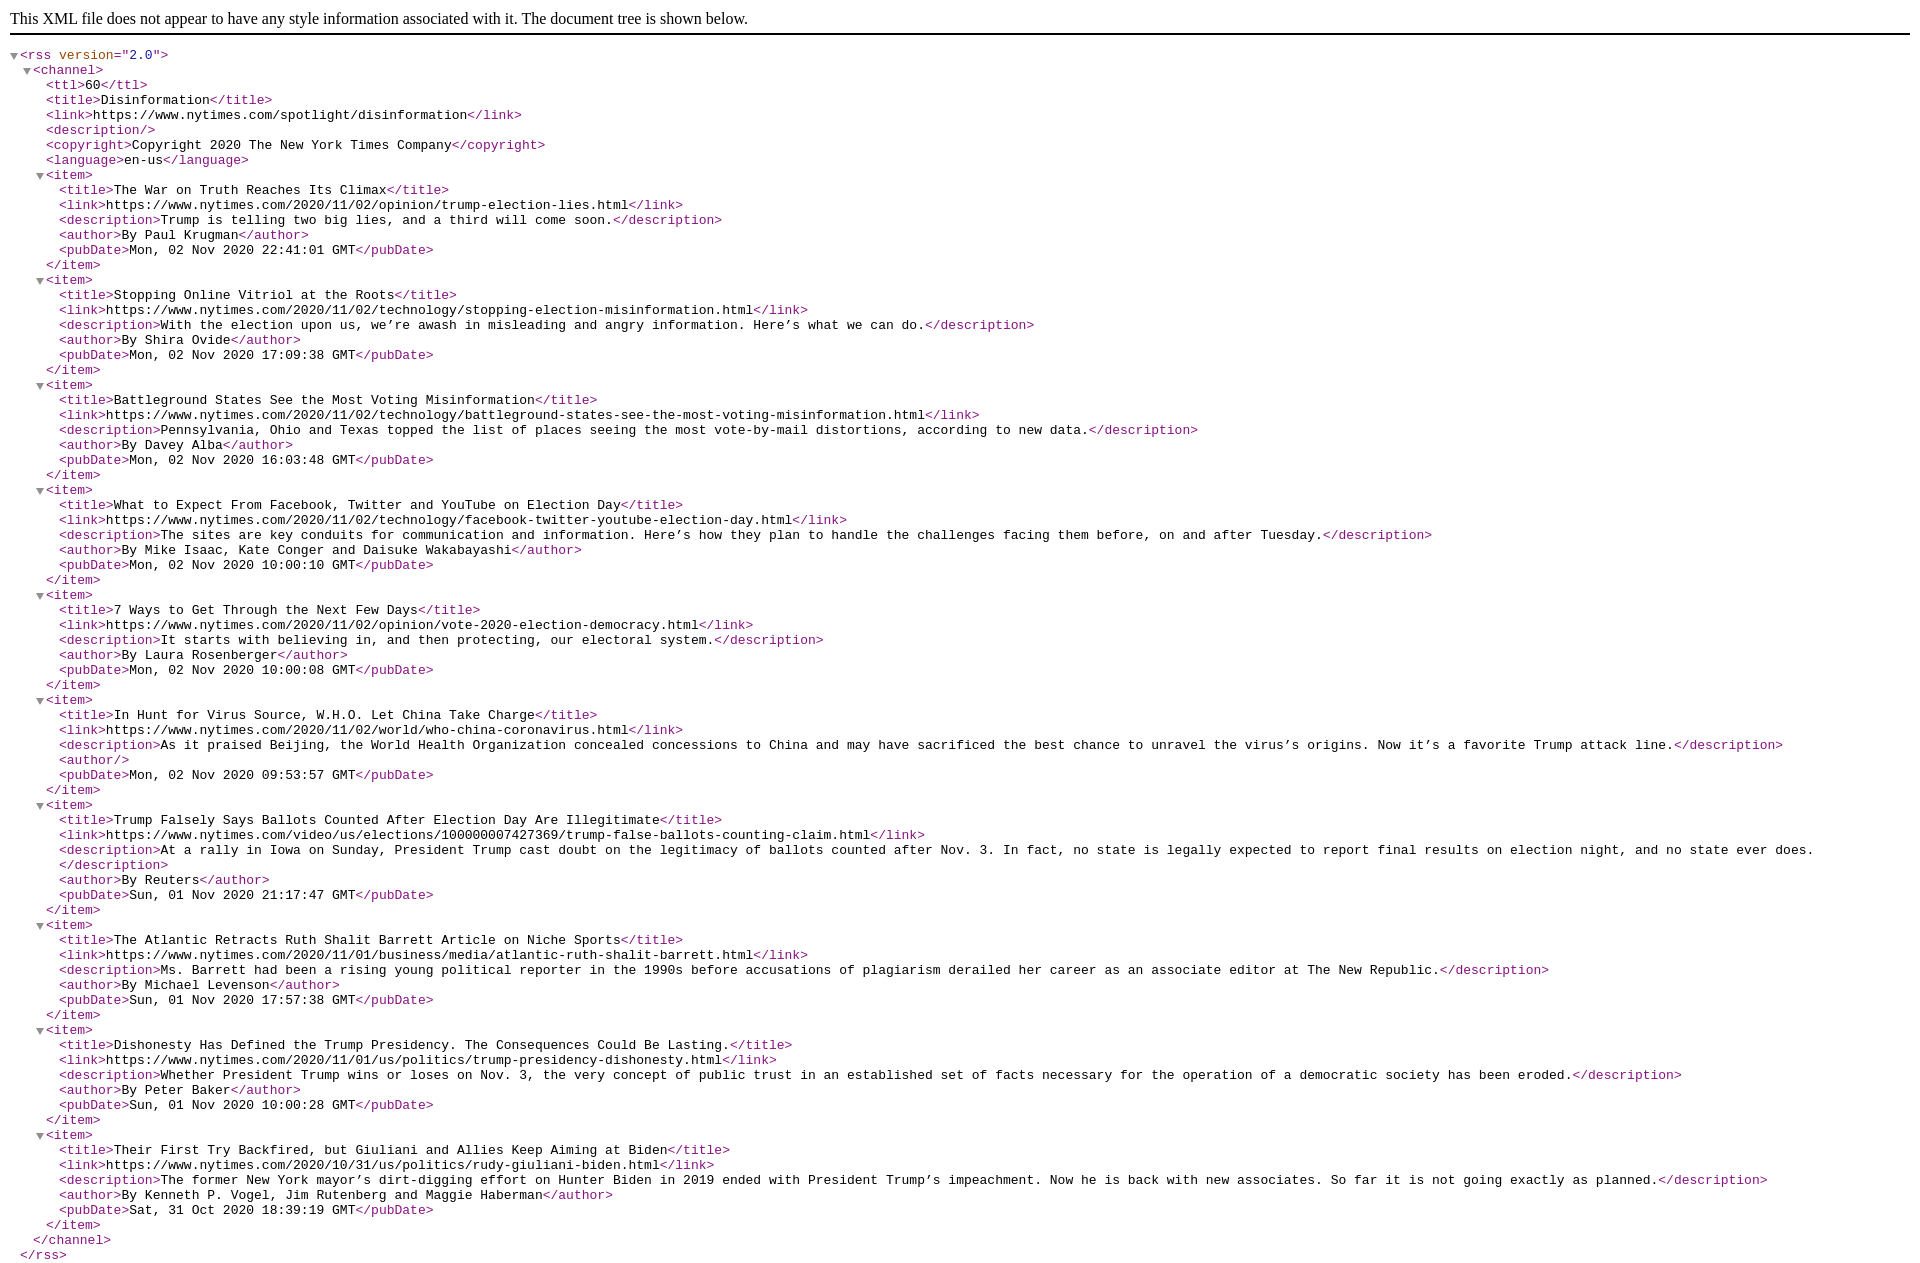 This XML file does not appear to have any style information associated with it. The document tree is shown below.
<rss version="2.0">
<channel>
<ttl>60</ttl>
<title>Disinformation</title>
<link>https://www.nytimes.com/spotlight/disinformation</link>
<description/>
<copyright>Copyright 2020 The New York Times Company</copyright>
<language>en-us</language>
<item>
<title>The War on Truth Reaches Its Climax</title>
<link>https://www.nytimes.com/2020/11/02/opinion/trump-election-lies.html</link>
<description>Trump is telling two big lies, and a third will come soon.</description>
<author>By Paul Krugman</author>
<pubDate>Mon, 02 Nov 2020 22:41:01 GMT</pubDate>
</item>
<item>
<title>Stopping Online Vitriol at the Roots</title>
<link>https://www.nytimes.com/2020/11/02/technology/stopping-election-misinformation.html</link>
<description>With the election upon us, we’re awash in misleading and angry information. Here’s what we can do.</description>
<author>By Shira Ovide</author>
<pubDate>Mon, 02 Nov 2020 17:09:38 GMT</pubDate>
</item>
<item>
<title>Battleground States See the Most Voting Misinformation</title>
<link>https://www.nytimes.com/2020/11/02/technology/battleground-states-see-the-most-voting-misinformation.html</link>
<description>Pennsylvania, Ohio and Texas topped the list of places seeing the most vote-by-mail distortions, according to new data.</description>
<author>By Davey Alba</author>
<pubDate>Mon, 02 Nov 2020 16:03:48 GMT</pubDate>
</item>
<item>
<title>What to Expect From Facebook, Twitter and YouTube on Election Day</title>
<link>https://www.nytimes.com/2020/11/02/technology/facebook-twitter-youtube-election-day.html</link>
<description>The sites are key conduits for communication and information. Here’s how they plan to handle the challenges facing them before, on and after Tuesday.</description>
<author>By Mike Isaac, Kate Conger and Daisuke Wakabayashi</author>
<pubDate>Mon, 02 Nov 2020 10:00:10 GMT</pubDate>
</item>
<item>
<title>7 Ways to Get Through the Next Few Days</title>
<link>https://www.nytimes.com/2020/11/02/opinion/vote-2020-election-democracy.html</link>
<description>It starts with believing in, and then protecting, our electoral system.</description>
<author>By Laura Rosenberger</author>
<pubDate>Mon, 02 Nov 2020 10:00:08 GMT</pubDate>
</item>
<item>
<title>In Hunt for Virus Source, W.H.O. Let China Take Charge</title>
<link>https://www.nytimes.com/2020/11/02/world/who-china-coronavirus.html</link>
<description>As it praised Beijing, the World Health Organization concealed concessions to China and may have sacrificed the best chance to unravel the virus’s origins. Now it’s a favorite Trump attack line.</description>
<author/>
<pubDate>Mon, 02 Nov 2020 09:53:57 GMT</pubDate>
</item>
<item>
<title>Trump Falsely Says Ballots Counted After Election Day Are Illegitimate</title>
<link>https://www.nytimes.com/video/us/elections/100000007427369/trump-false-ballots-counting-claim.html</link>
<description>At a rally in Iowa on Sunday, President Trump cast doubt on the legitimacy of ballots counted after Nov. 3. In fact, no state is legally expected to report final results on election night, and no state ever does.
</description>
<author>By Reuters</author>
<pubDate>Sun, 01 Nov 2020 21:17:47 GMT</pubDate>
</item>
<item>
<title>The Atlantic Retracts Ruth Shalit Barrett Article on Niche Sports</title>
<link>https://www.nytimes.com/2020/11/01/business/media/atlantic-ruth-shalit-barrett.html</link>
<description>Ms. Barrett had been a rising young political reporter in the 1990s before accusations of plagiarism derailed her career as an associate editor at The New Republic.</description>
<author>By Michael Levenson</author>
<pubDate>Sun, 01 Nov 2020 17:57:38 GMT</pubDate>
</item>
<item>
<title>Dishonesty Has Defined the Trump Presidency. The Consequences Could Be Lasting.</title>
<link>https://www.nytimes.com/2020/11/01/us/politics/trump-presidency-dishonesty.html</link>
<description>Whether President Trump wins or loses on Nov. 3, the very concept of public trust in an established set of facts necessary for the operation of a democratic society has been eroded.</description>
<author>By Peter Baker</author>
<pubDate>Sun, 01 Nov 2020 10:00:28 GMT</pubDate>
</item>
<item>
<title>Their First Try Backfired, but Giuliani and Allies Keep Aiming at Biden</title>
<link>https://www.nytimes.com/2020/10/31/us/politics/rudy-giuliani-biden.html</link>
<description>The former New York mayor’s dirt-digging effort on Hunter Biden in 2019 ended with President Trump’s impeachment. Now he is back with new associates. So far it is not going exactly as planned.</description>
<author>By Kenneth P. Vogel, Jim Rutenberg and Maggie Haberman</author>
<pubDate>Sat, 31 Oct 2020 18:39:19 GMT</pubDate>
</item>
</channel>
</rss>